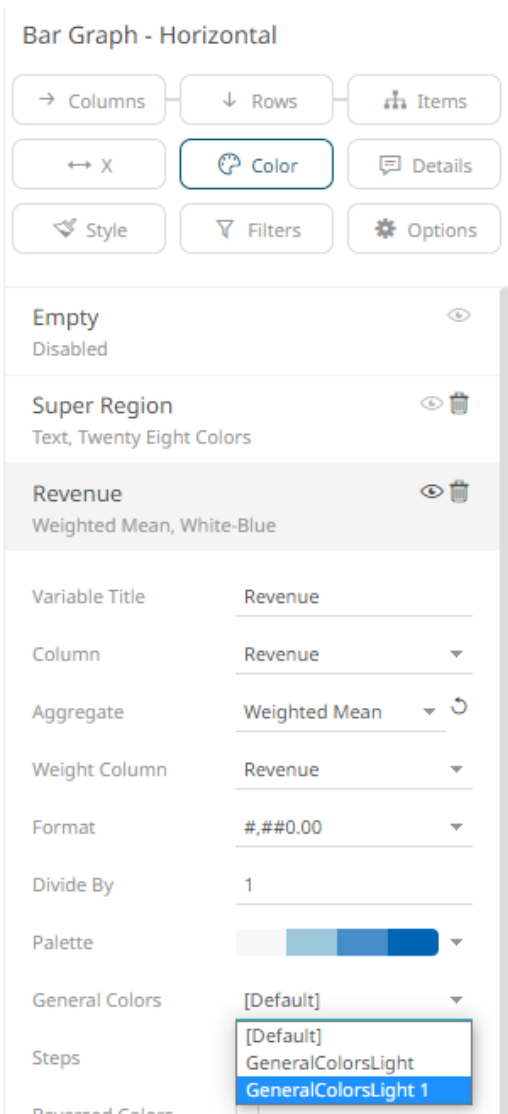 Bar Graph - Horizontal
Columns Rows Items
X Color Details
Style Filters Options
Empty
Disabled
Super Region
Text, Twenty Eight Colors
Revenue
Weighted Mean, White-Blue
Variable Title Revenue
Column Revenue
Aggregate Weighted Mean
Weight Column Revenue
Format #,##0.00
Divide By 1
Palette
General Colors [Default]
[Default]
Steps GeneralColorsLight
GeneralColorsLight 1
Reversed Colors